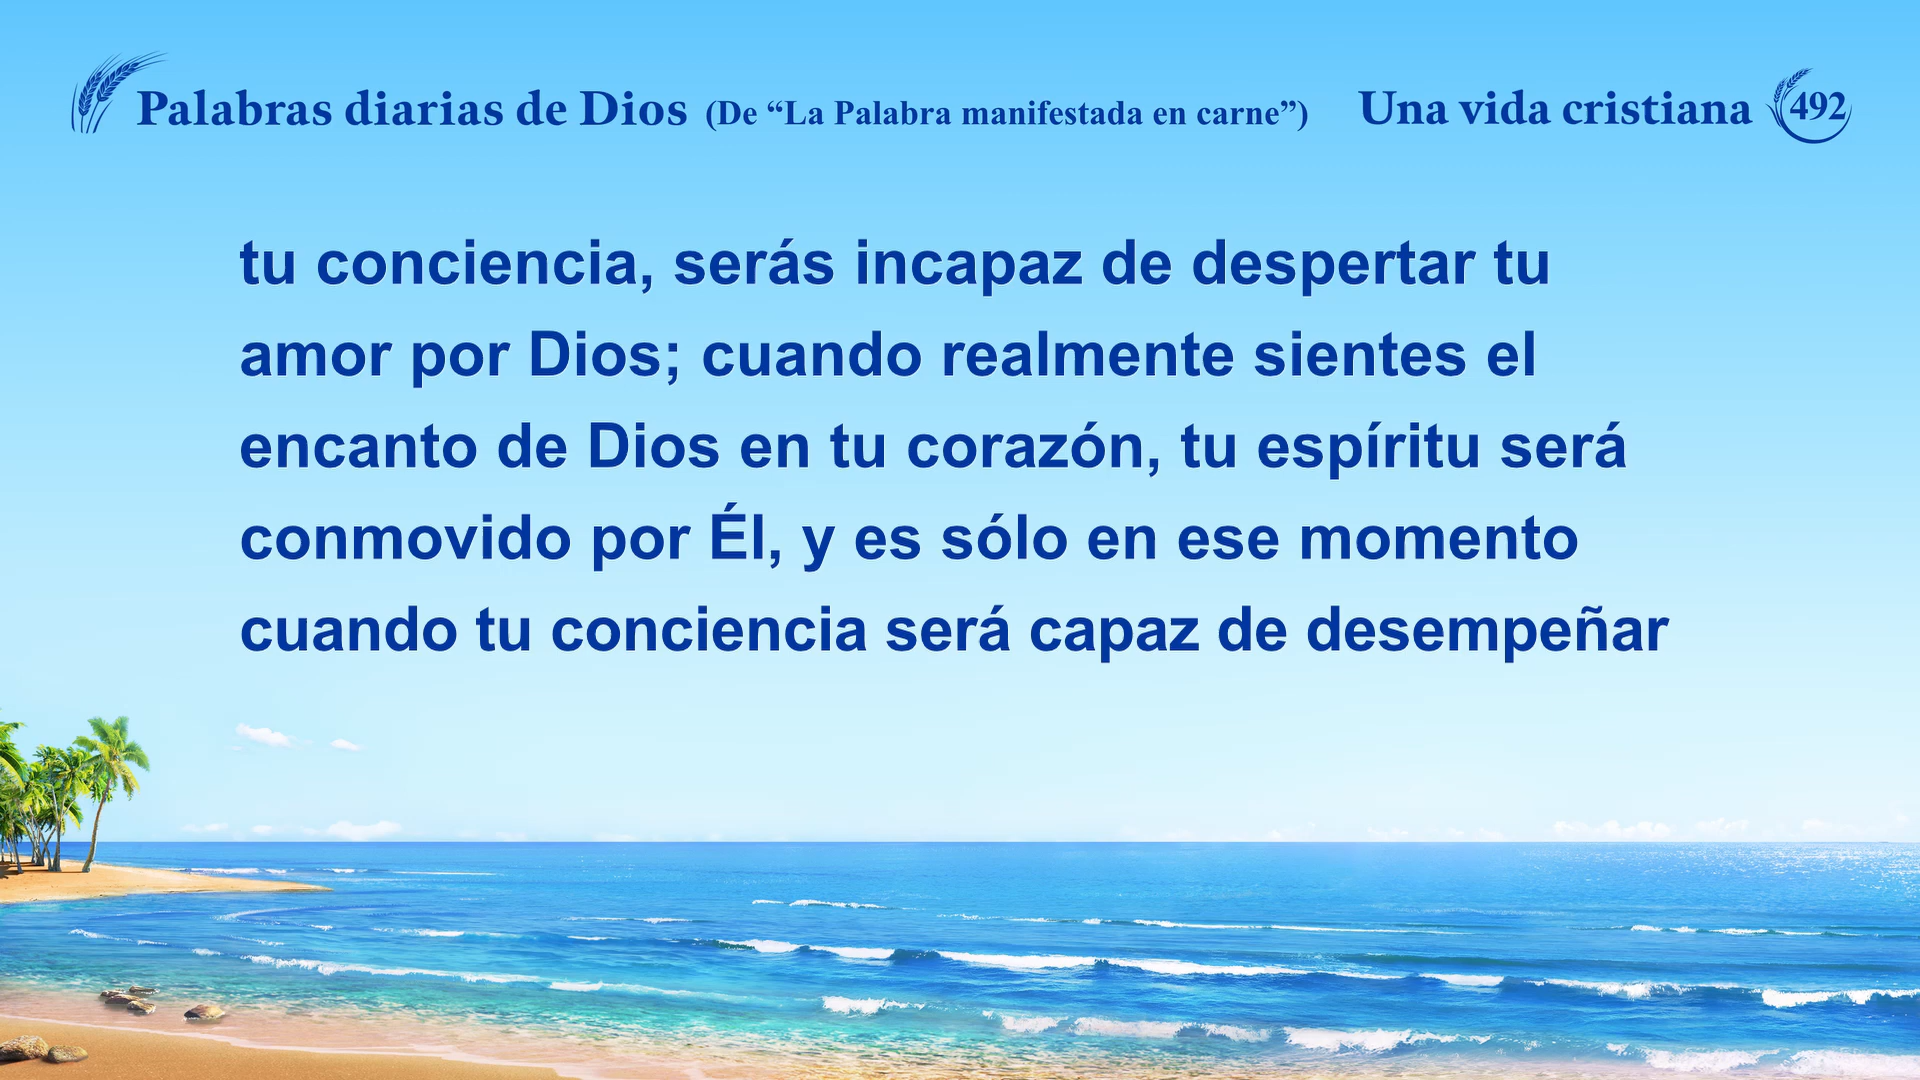 Palabras diarias de Dios (De “La Palabra manifestada en carne”) Una vida cristiana 492
tu conciencia, serás incapaz de despertar tu
amor por Dios; cuando realmente sientes el
encanto de Dios en tu corazón, tu espíritu será
conmovido por Él, y es sólo en ese momento
cuando tu conciencia será capaz de desempeñar